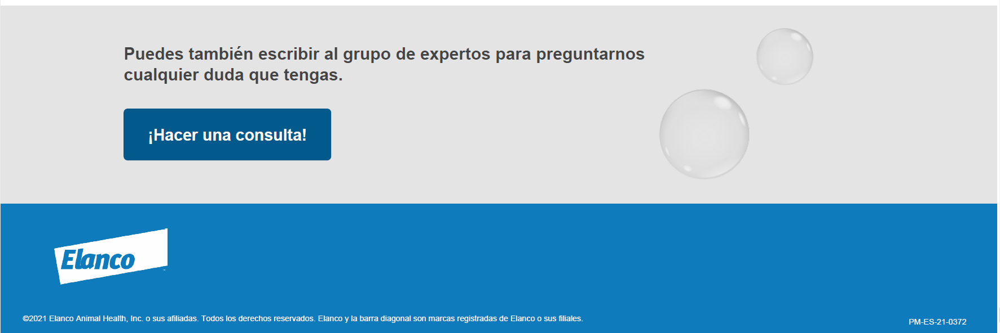 Puedes también escribir al grupo de expertos para preguntarnos
cualquier duda que tengas.
¡Hacer una consulta!
Elanco
©2021 Elanco Animal Health, Inc. o sus afiliadas. Todos los derechos reservados. Elanco y la barra diagonal son marcas registradas de Elanco o sus filiales.
PM-ES-21-0372